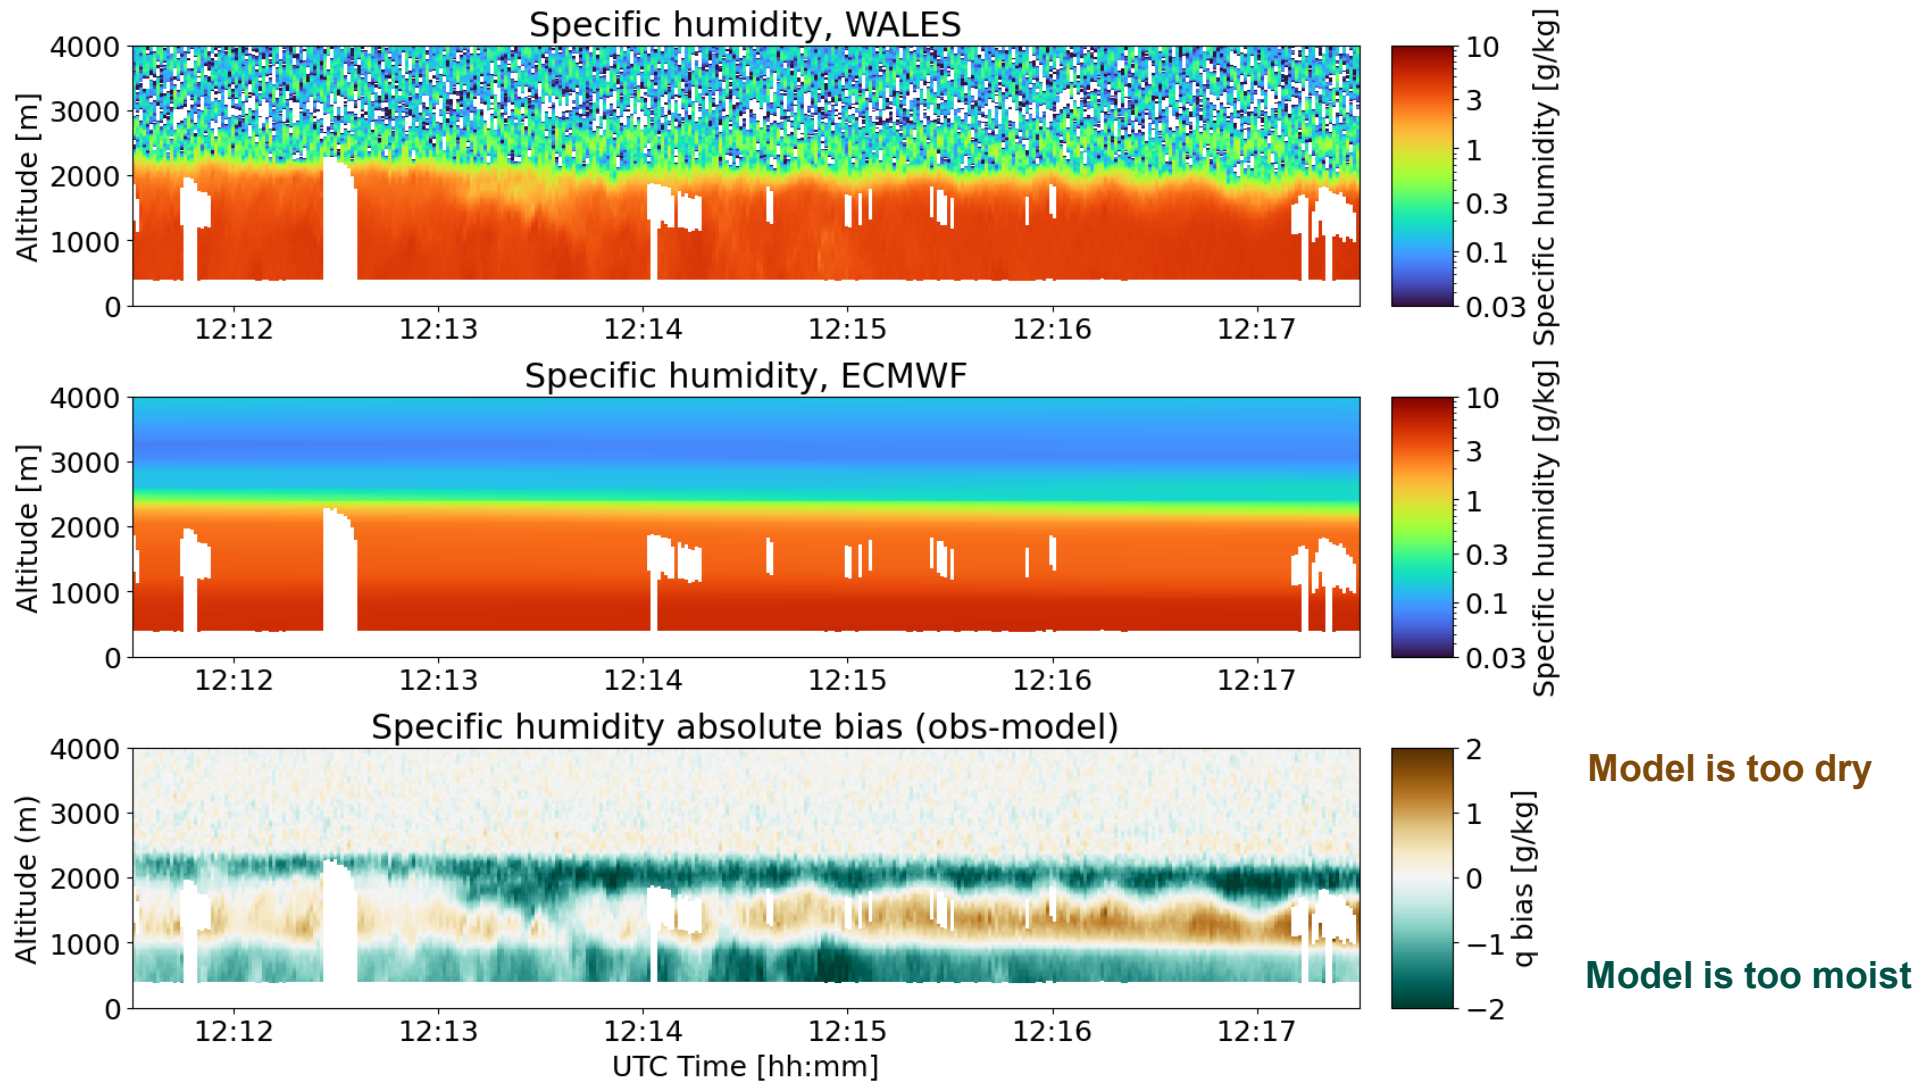 Specific humidity, WALES
Altitude [m]
4000
3000
2000
1000
0
12:12 12:13 12:14 12:15 12:16 12:17
10
3
1
0.3
0.1
0.03
Specific humidity [g/kg]
Specific humidity, ECMWF
Altitude [m]
4000
3000
2000
1000
0
12:12 12:13 12:14 12:15 12:16 12:17
10
3
1
0.3
0.1
0.03
Specific humidity [g/kg]
Specific humidity absolute bias (obs-model)
Altitude (m)
4000
3000
2000
1000
0
12:12 12:13 12:14 12:15 12:16 12:17
UTC Time [hh:mm]
2
1
0
−1
−2
q bias [g/kg]
Model is too dry
Model is too moist